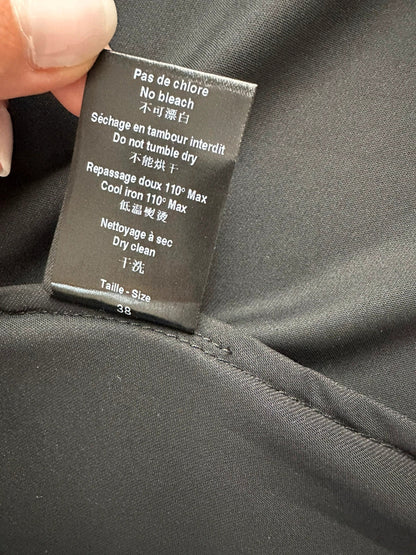 Pas de chlore
No bleach
不可漂白
Séchage en tambour interdit
Do not tumble dry
不能烘干
Repassage doux 110° Max
Cool iron 110° Max
低温熨烫
Nettoyage à sec
Dry clean
干洗
Taille - Size
38